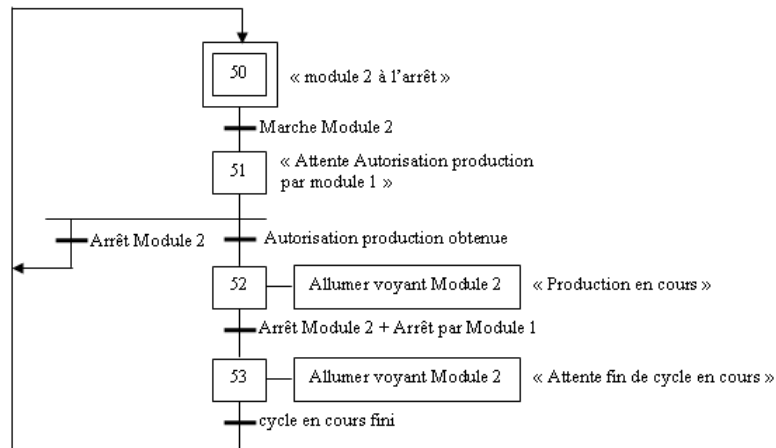 50
« module 2 à l’arrêt »
Marche Module 2
51
« Attente Autorisation production
par module 1 »
Arrêt Module 2
Autorisation production obtenue
52
Allumer voyant Module 2
« Production en cours »
Arrêt Module 2 + Arrêt par Module 1
53
Allumer voyant Module 2
« Attente fin de cycle en cours »
cycle en cours fini